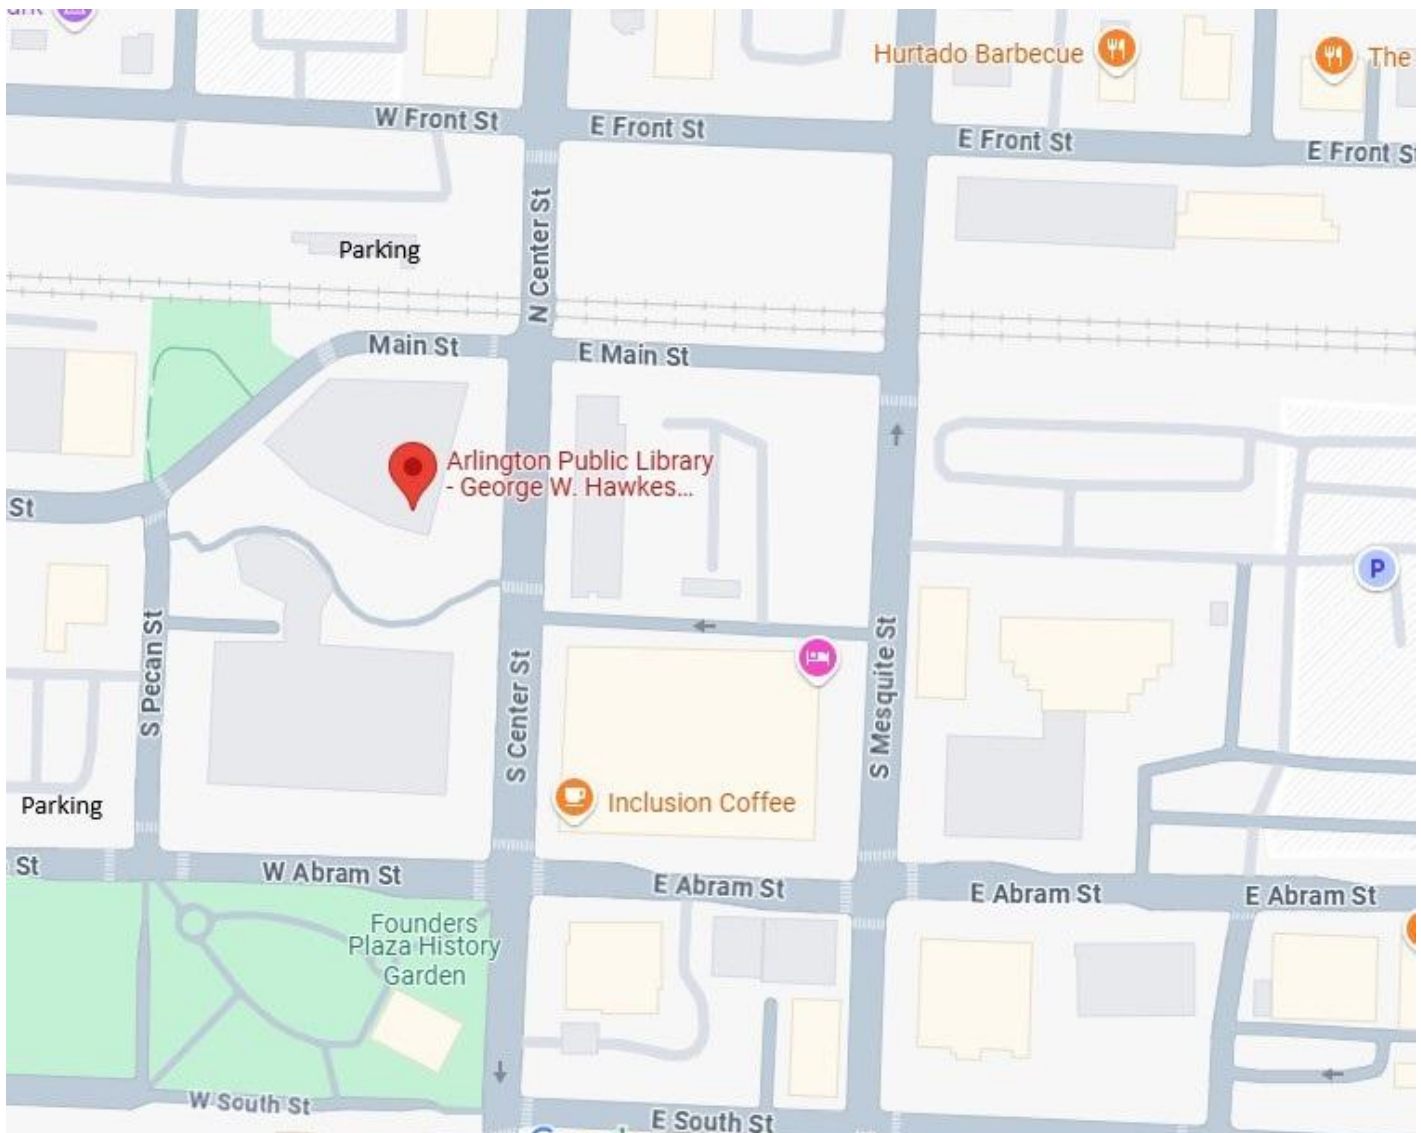 Hurtado Barbecue
The
W Front St
E Front St
E Front St
E Front St
N Center St
Parking
Main St
E Main St
Arlington Public Library
- George W. Hawkes...
St
S Pecan St
S Center St
S Mesquite St
P
Inclusion Coffee
Parking
St
W Abram St
E Abram St
E Abram St
E Abram St
Founders
Plaza History
Garden
W South St
E South St